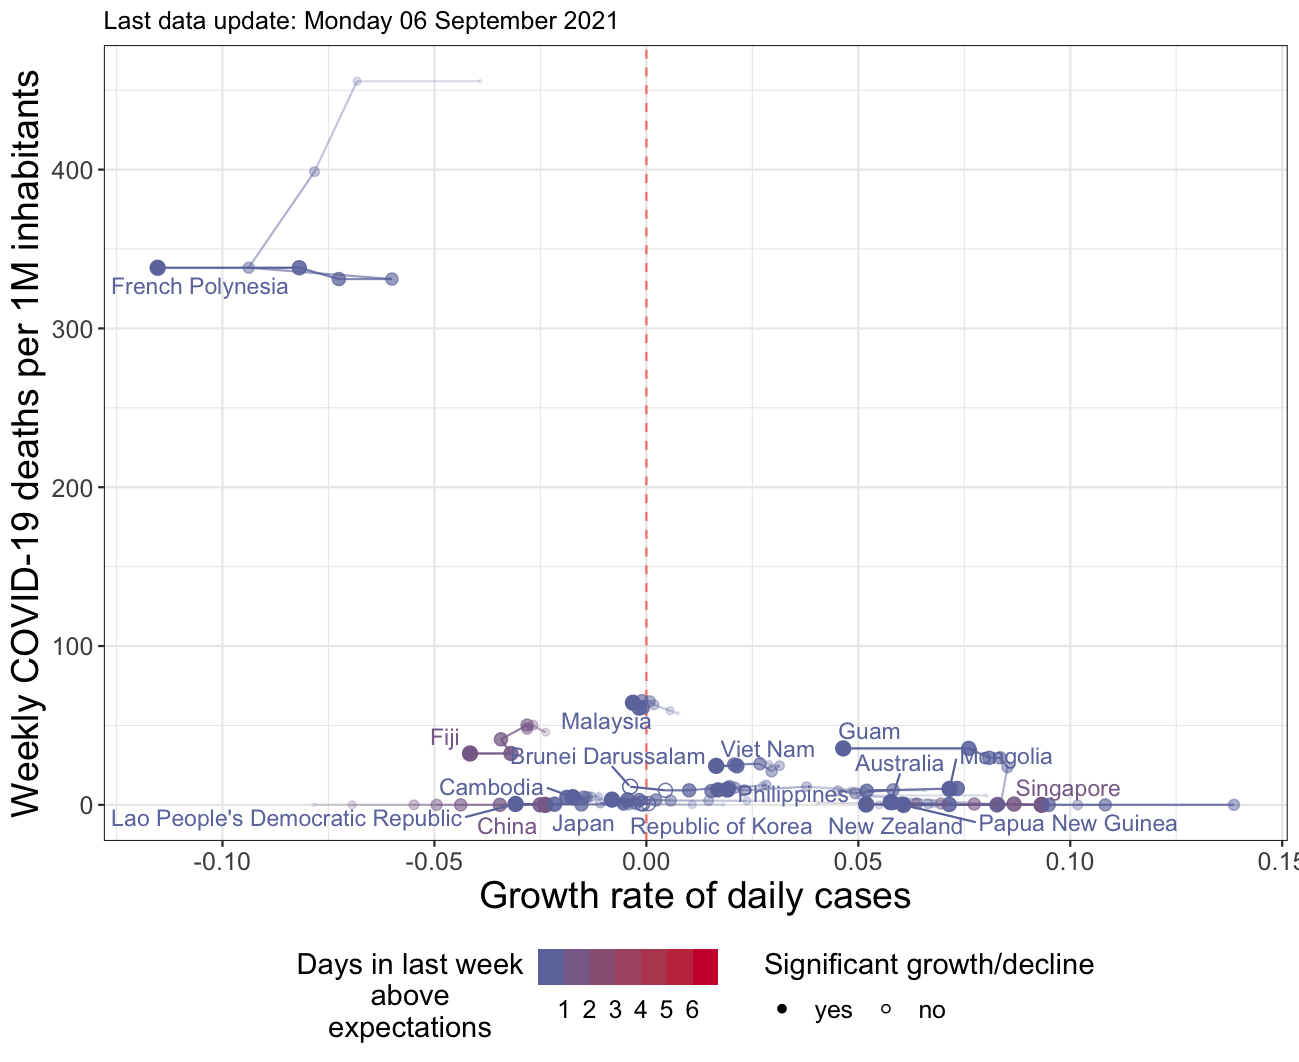 Last data update: Monday 06 September 2021
Weekly COVID-19 deaths per 1M inhabitants
400
300
200
100
0
French Polynesia
Malaysia
Fiji
Guam
Brunei Darussalam
Viet Nam
Mongolia
Australia
Cambodia
Philippines
Singapore
Lao People's Democratic Republic
China
Japan
Republic of Korea
New Zealand
Papua New Guinea
-0.10
-0.05
0.00
0.05
0.10
0.15
Growth rate of daily cases
Days in last week
above
expectations
1 2 3 4 5 6
Significant growth/decline
yes
no